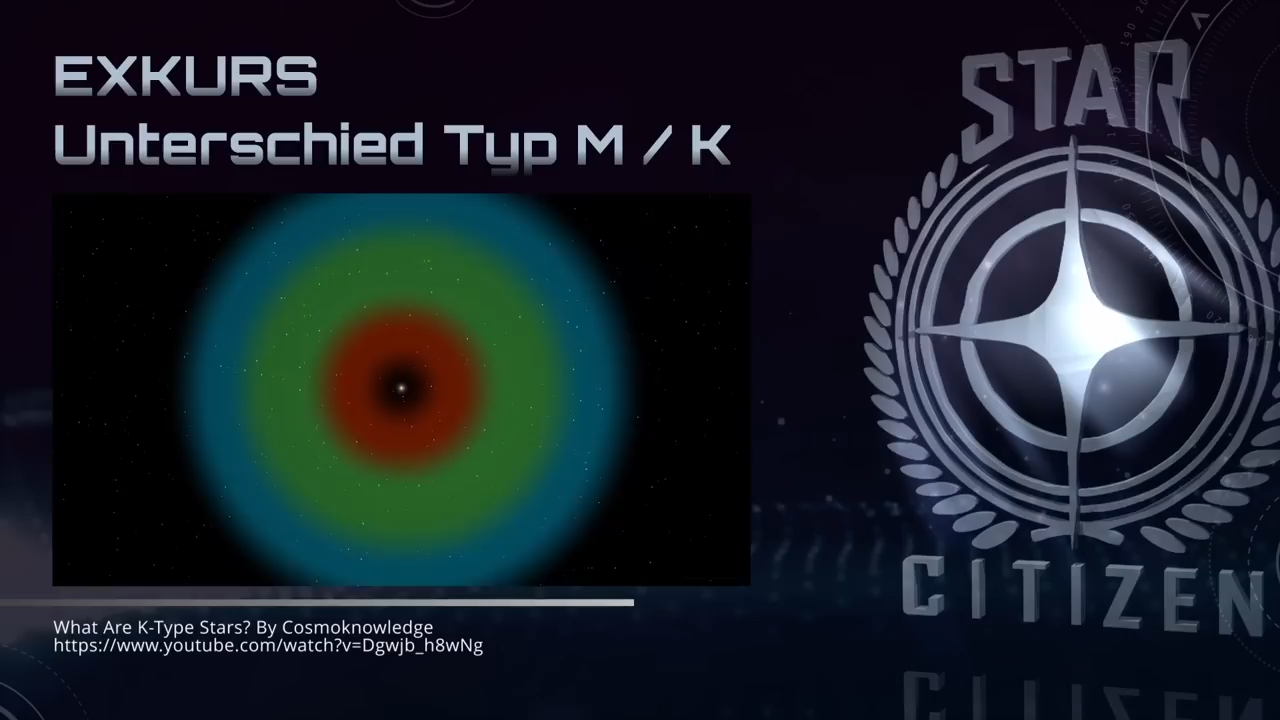 EXKURS
Unterschied Typ M / K
STAR
CITIZEN
What Are K-Type Stars? By Cosmoknowledge
https://www.youtube.com/watch?v=Dgwjb_h8wNg